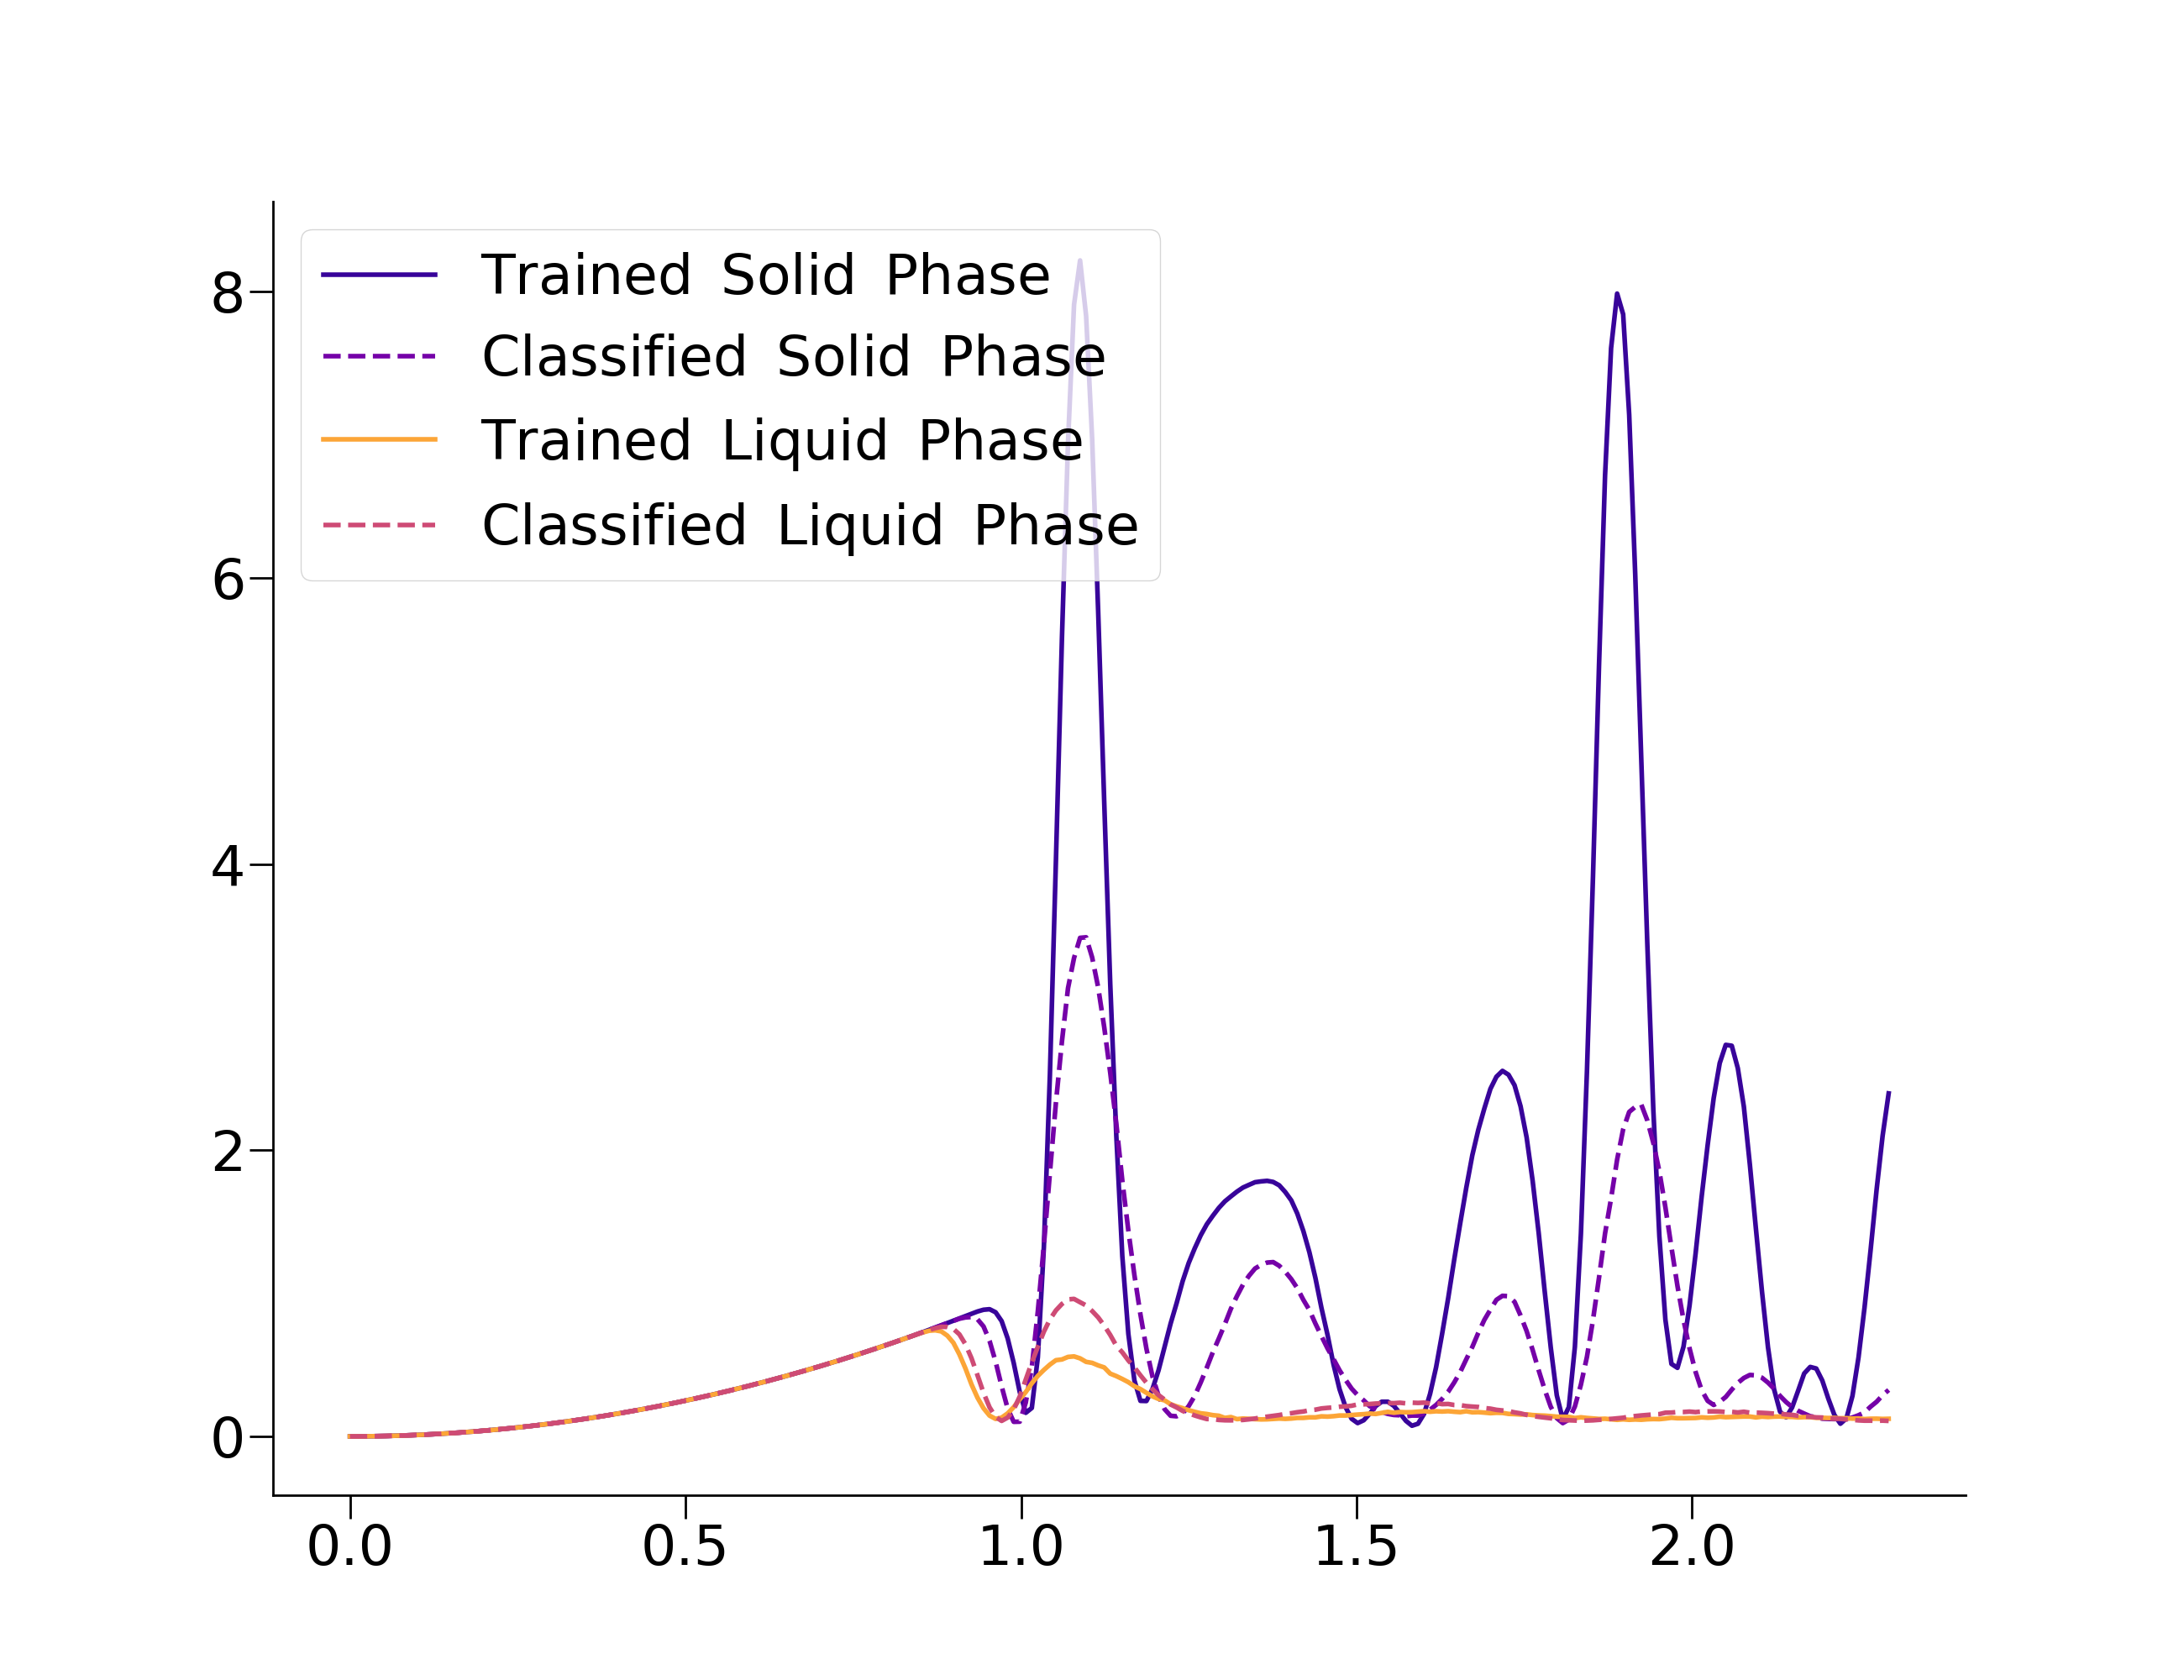 Trained Solid Phase
Classified Solid Phase
Trained Liquid Phase
Classified Liquid Phase
8
6
4
2
0
0.0 0.5 1.0 1.5 2.0